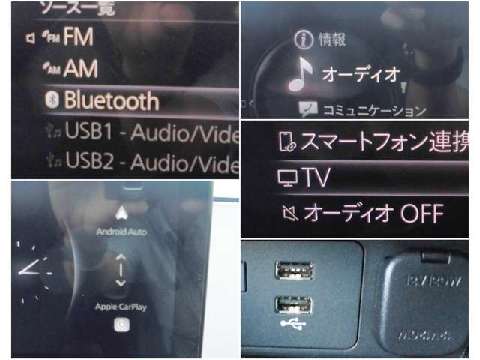 ソース一覧
FM FM
AM AM
Bluetooth
USB1 - Audio/Vide
USB2 - Audio/Vide
情報
オーディオ
コミュニケーション
スマートフォン連携
TV
オーディオ OFF
Android Auto
Apple CarPlay